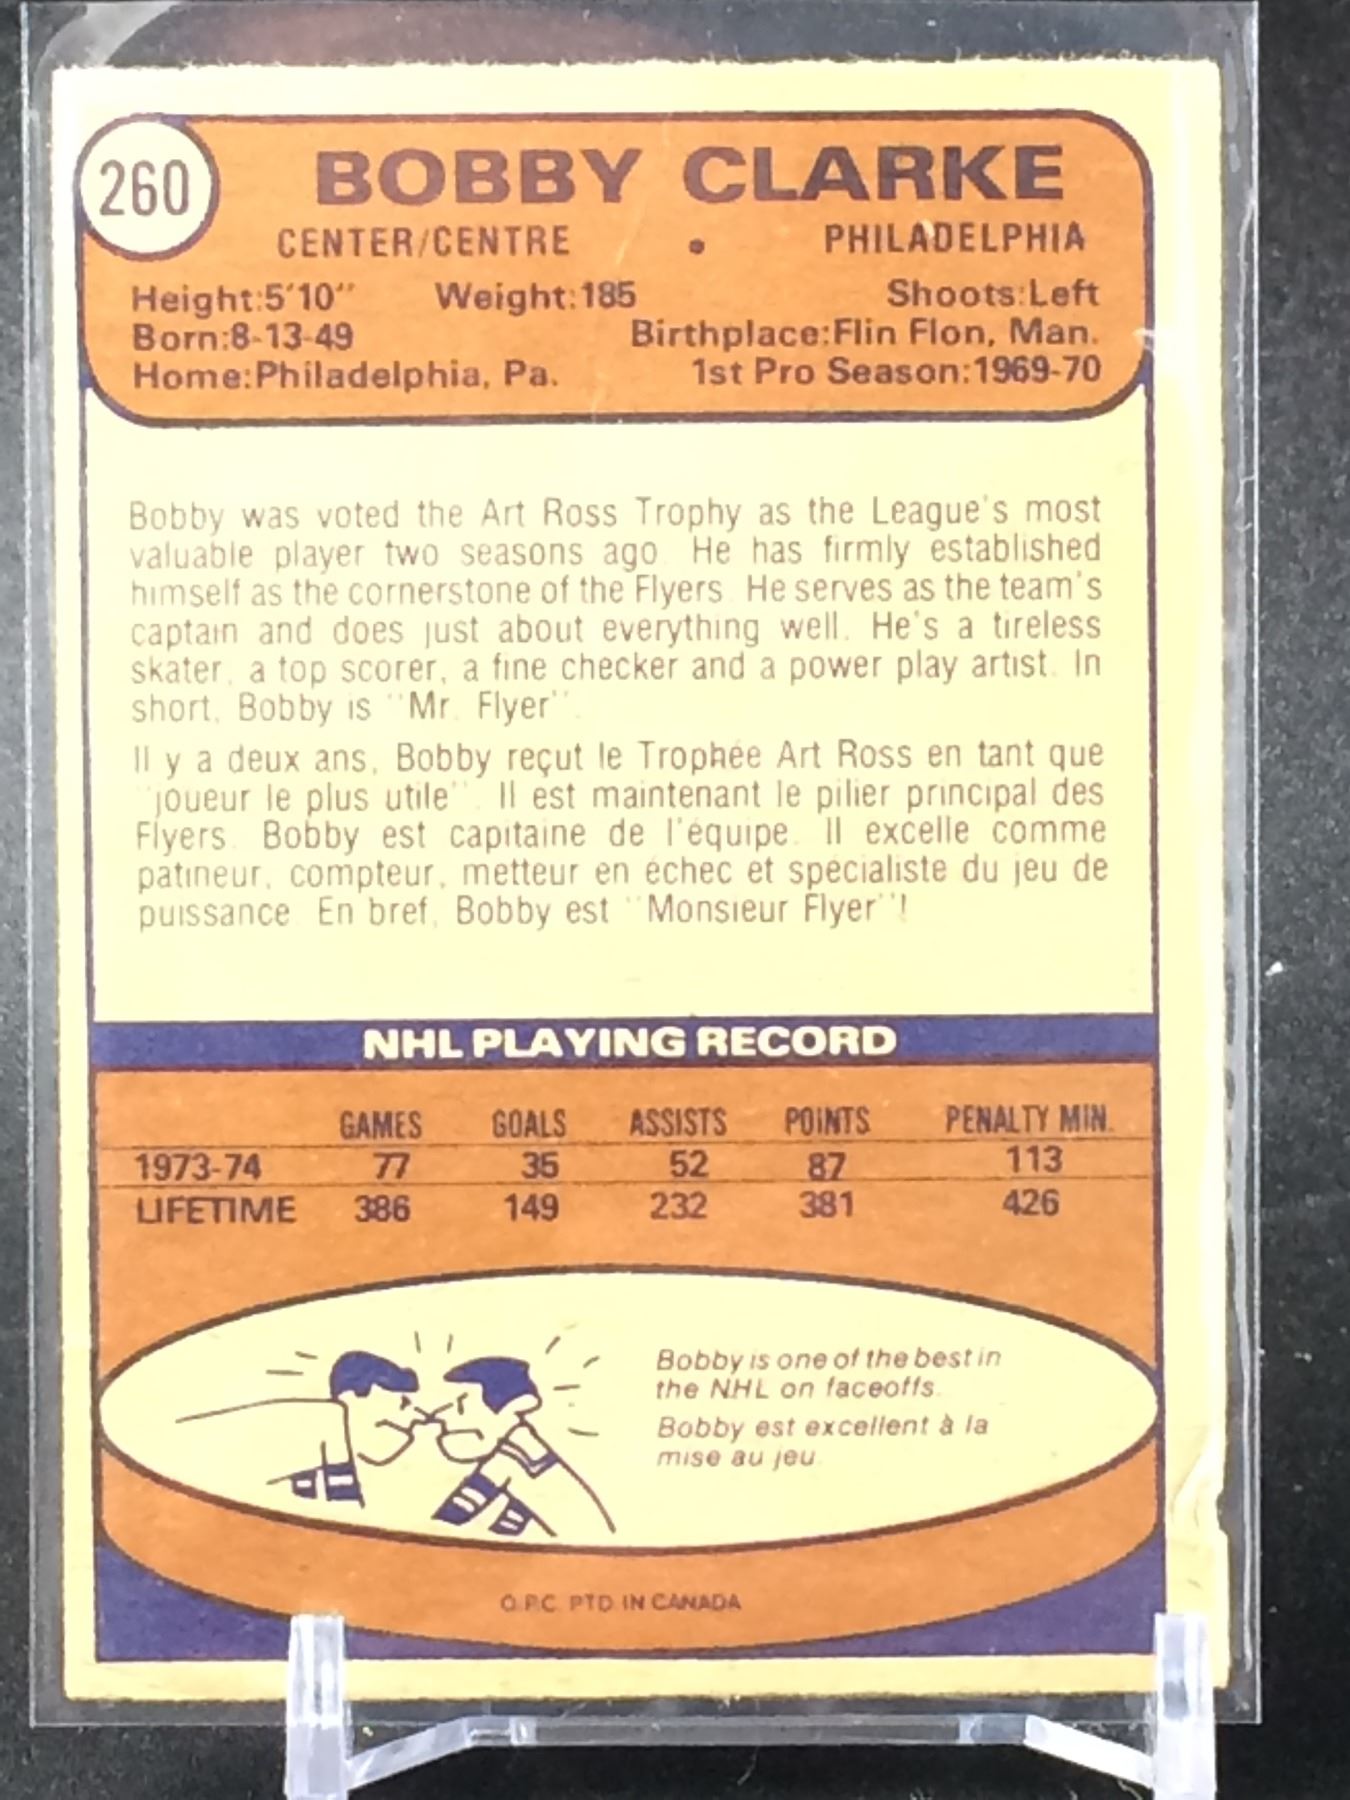 260
BOBBY CLARKE
CENTER/CENTRE • PHILADELPHIA
Height:5'10" Weight:185 Shoots:Left
Born:8-13-49 Birthplace:Flin Flon, Man.
Home:Philadelphia, Pa. 1st Pro Season:1969-70
Bobby was voted the Art Ross Trophy as the League's most
valuable player two seasons ago. He has firmly established
himself as the cornerstone of the Flyers. He serves as the team's
captain and does just about everything well. He's a tireless
skater, a top scorer, a fine checker and a power play artist. In
short, Bobby is "Mr. Flyer".
Il y a deux ans, Bobby reçut le Trophée Art Ross en tant que
"joueur le plus utile". Il est maintenant le pilier principal des
Flyers. Bobby est capitaine de l'équipe. Il excelle comme
patineur, compteur, metteur en échec et spécialiste du jeu de
puissance. En bref, Bobby est "Monsieur Flyer"!
NHL PLAYING RECORD
GAMES GOALS ASSISTS POINTS PENALTY MIN.
1973-74 77 35 52 87 113
LIFETIME 386 149 232 381 426
Bobby is one of the best in
the NHL on faceoffs.
Bobby est excellent à la
mise au jeu.
O.P.C. PTD. IN CANADA